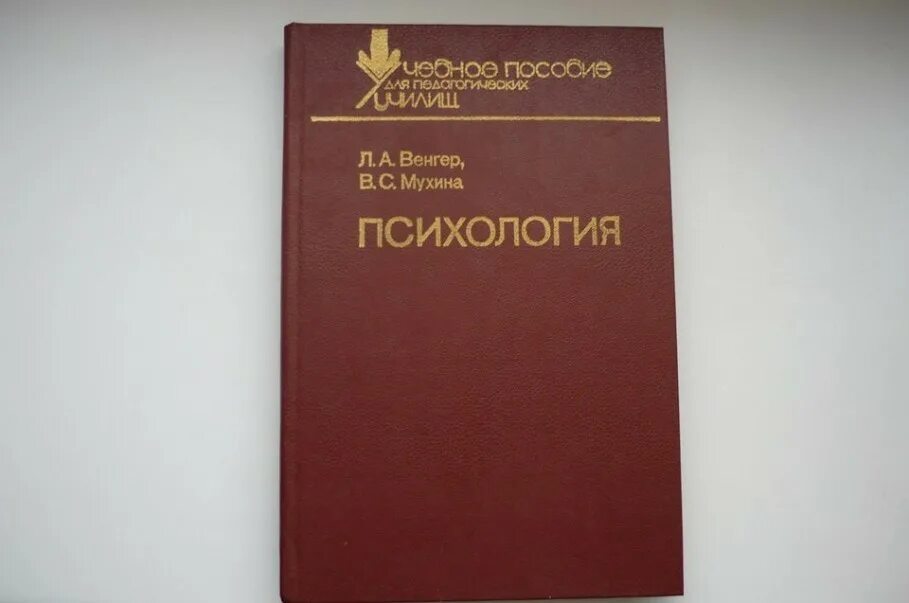 Учебное пособие
для педагогических
училищ
Л. А. Венгер,
В. С. Мухина
ПСИХОЛОГИЯ